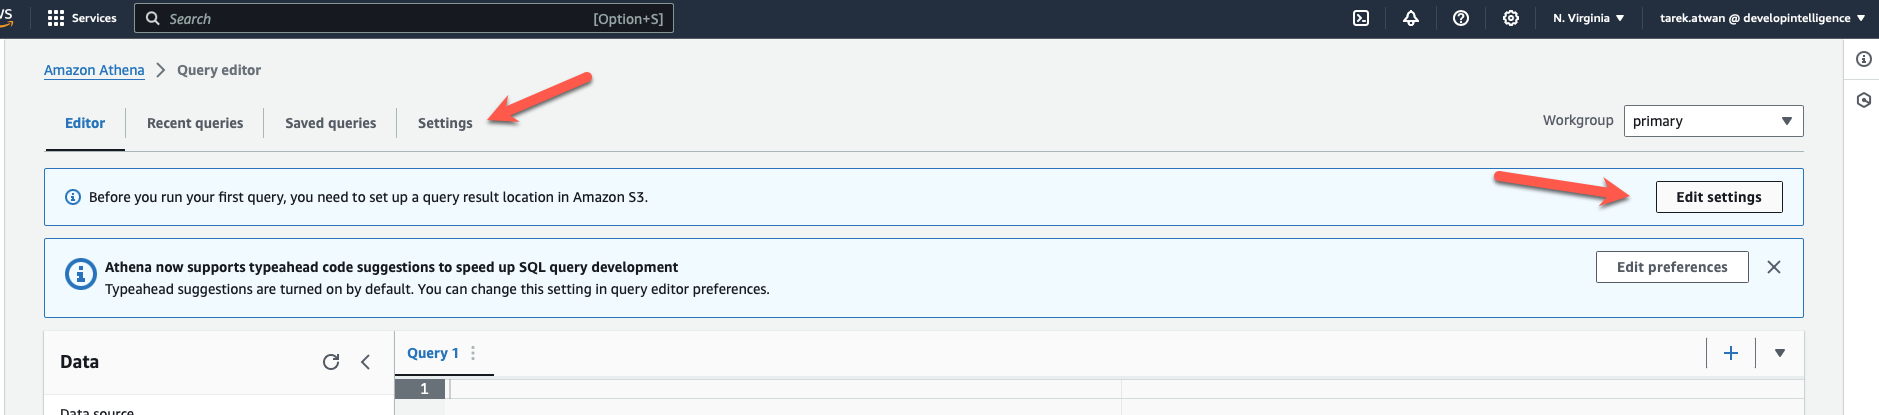 Services
Search
[Option+S]
N. Virginia
tarek.atwan @ developintelligence
Amazon Athena
Query editor
Editor
Recent queries
Saved queries
Settings
Workgroup
primary
Before you run your first query, you need to set up a query result location in Amazon S3.
Edit settings
Athena now supports typeahead code suggestions to speed up SQL query development
Typeahead suggestions are turned on by default. You can change this setting in query editor preferences.
Edit preferences
Data
Query 1
1
Data source